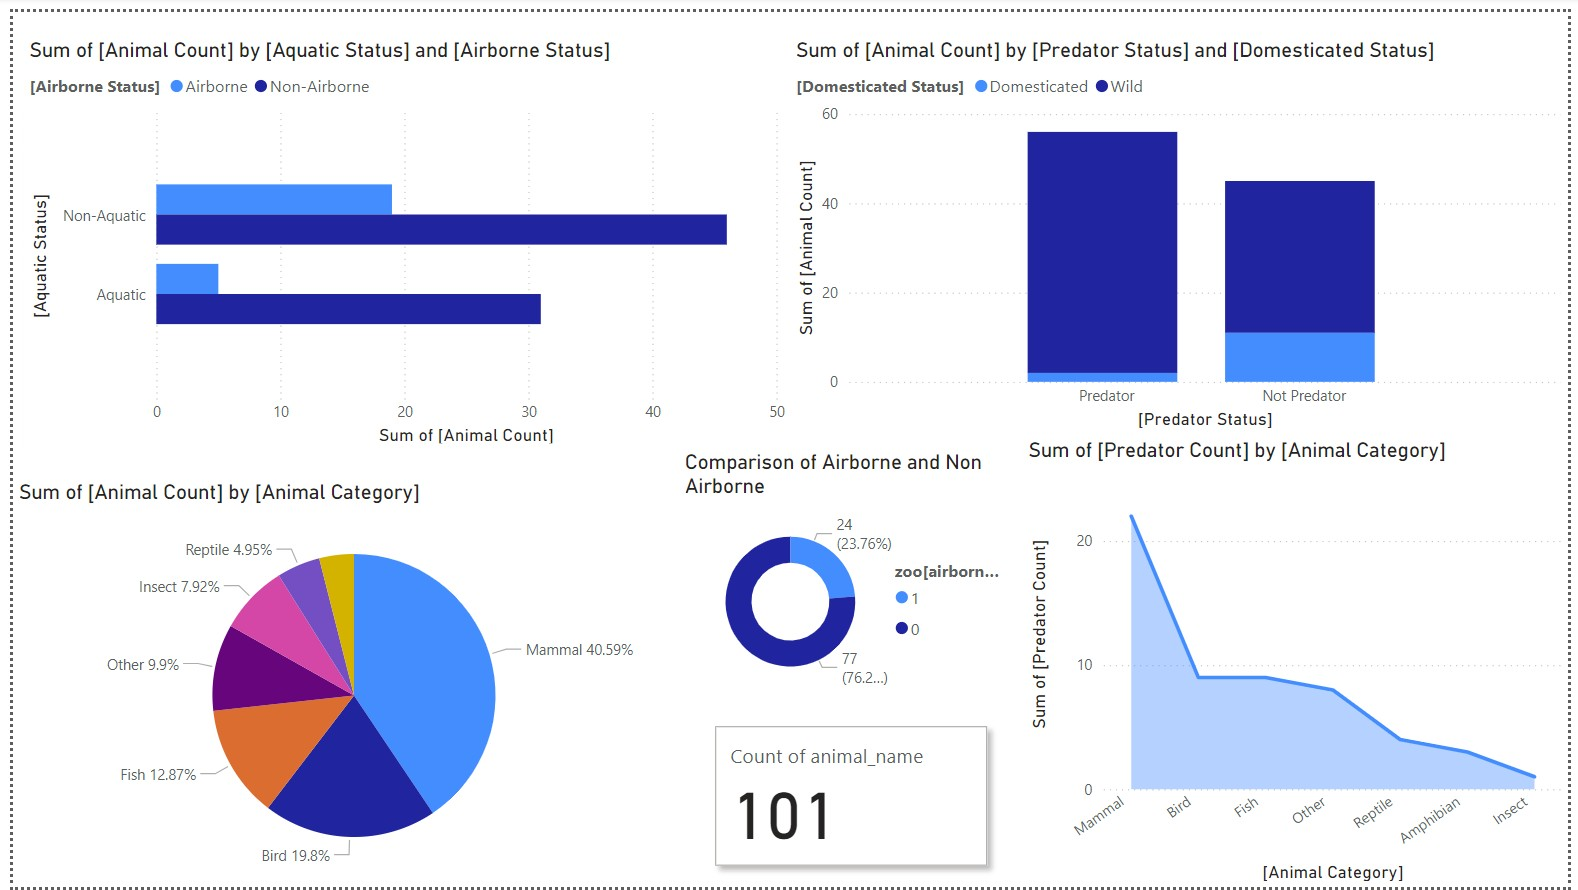 Sum of [Animal Count] by [Aquatic Status] and [Airborne Status]
[Airborne Status] Airborne Non-Airborne
[Aquatic Status]
Non-Aquatic
Aquatic
0 10 20 30 40 50
Sum of [Animal Count]
Sum of [Animal Count] by [Predator Status] and [Domesticated Status]
[Domesticated Status] Domesticated Wild
Sum of [Animal Count]
60
40
20
0
Predator Not Predator
[Predator Status]
Sum of [Animal Count] by [Animal Category]
Reptile 4.95%
Insect 7.92%
Other 9.9%
Fish 12.87%
Bird 19.8%
Mammal 40.59%
Comparison of Airborne and Non
Airborne
24
(23.76%)
zoo[airborn...
1
0
77
(76.2...)
Count of animal_name
101
Sum of [Predator Count] by [Animal Category]
Sum of [Predator Count]
20
10
0
Mammal Bird Fish Other Reptile Amphibian Insect
[Animal Category]